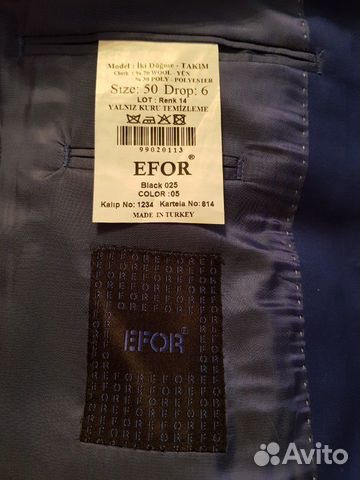 Model : İki Düğme - TAKIM
% 70 WOOL - YÜN
% 30 POLY - POLYESTER
Size: 50 Drop: 6
LOT : Renk 14
YALNIZ KURU TEMİZLEME
99020113
EFOR®
Black 025
COLOR :05
Kalıp No: 1234 Kartela No: 814
MADE IN TURKEY
EFOR®
Avito